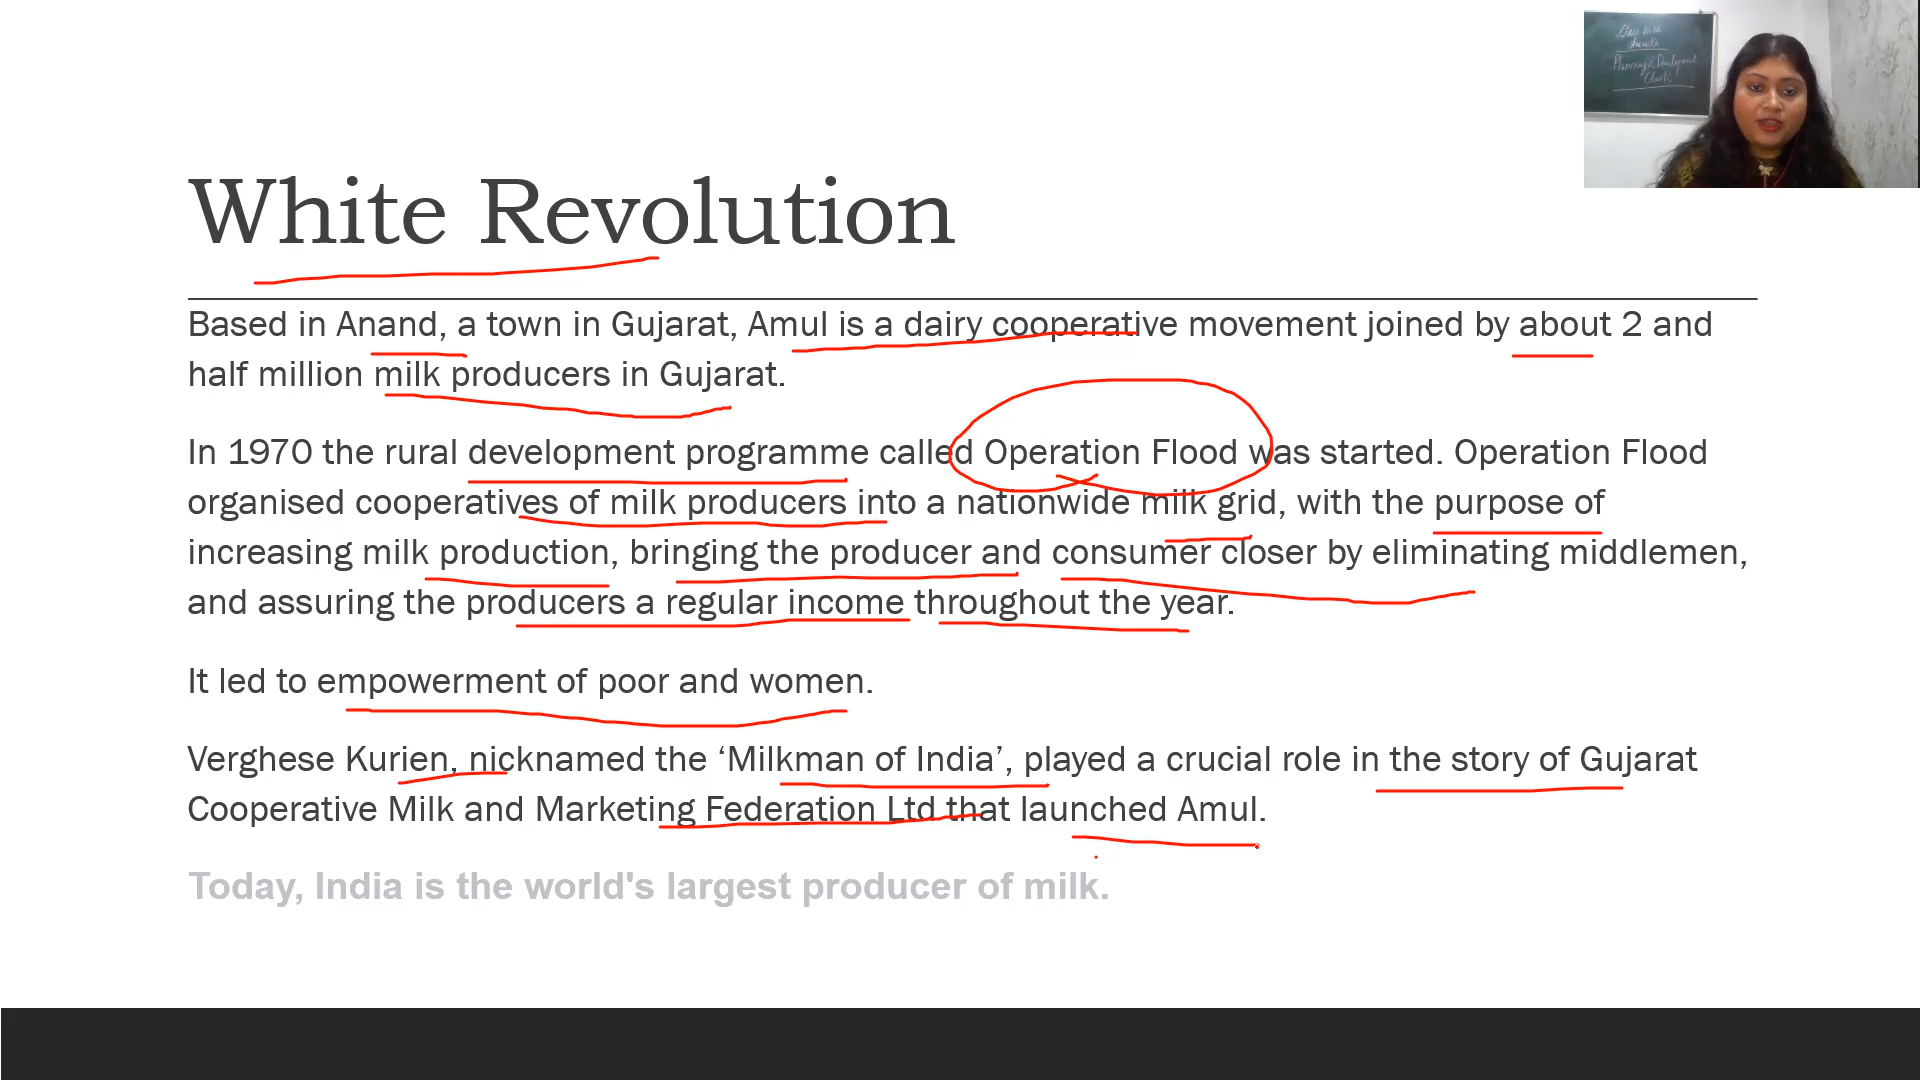 Class with
Planning & Development
White Revolution
Based in Anand, a town in Gujarat, Amul is a dairy cooperative movement joined by about 2 and
half million milk producers in Gujarat.
In 1970 the rural development programme called Operation Flood was started. Operation Flood
organised cooperatives of milk producers into a nationwide milk grid, with the purpose of
increasing milk production, bringing the producer and consumer closer by eliminating middlemen,
and assuring the producers a regular income throughout the year.
It led to empowerment of poor and women.
Verghese Kurien, nicknamed the ‘Milkman of India’, played a crucial role in the story of Gujarat
Cooperative Milk and Marketing Federation Ltd that launched Amul.
Today, India is the world's largest producer of milk.